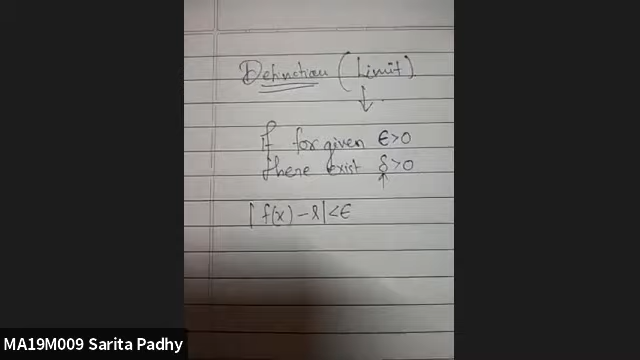 Definition (Limit)
↓
If for given ϵ>0
there exist δ>0
↑
|f(x)-l|<ϵ
MA19M009 Sarita Padhy